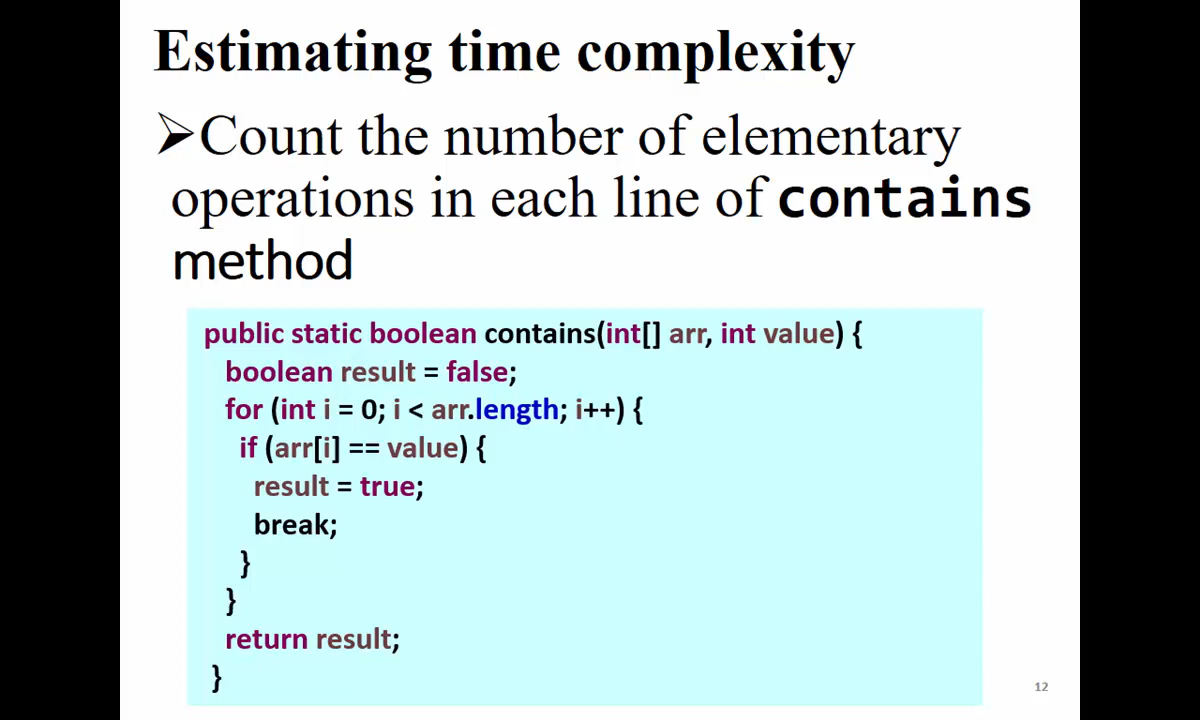 Estimating time complexity
➢Count the number of elementary
operations in each line of contains
method
public static boolean contains(int[] arr, int value) {
boolean result = false;
for (int i = 0; i < arr.length; i++) {
if (arr[i] == value) {
result = true;
break;
}
}
return result;
}
12